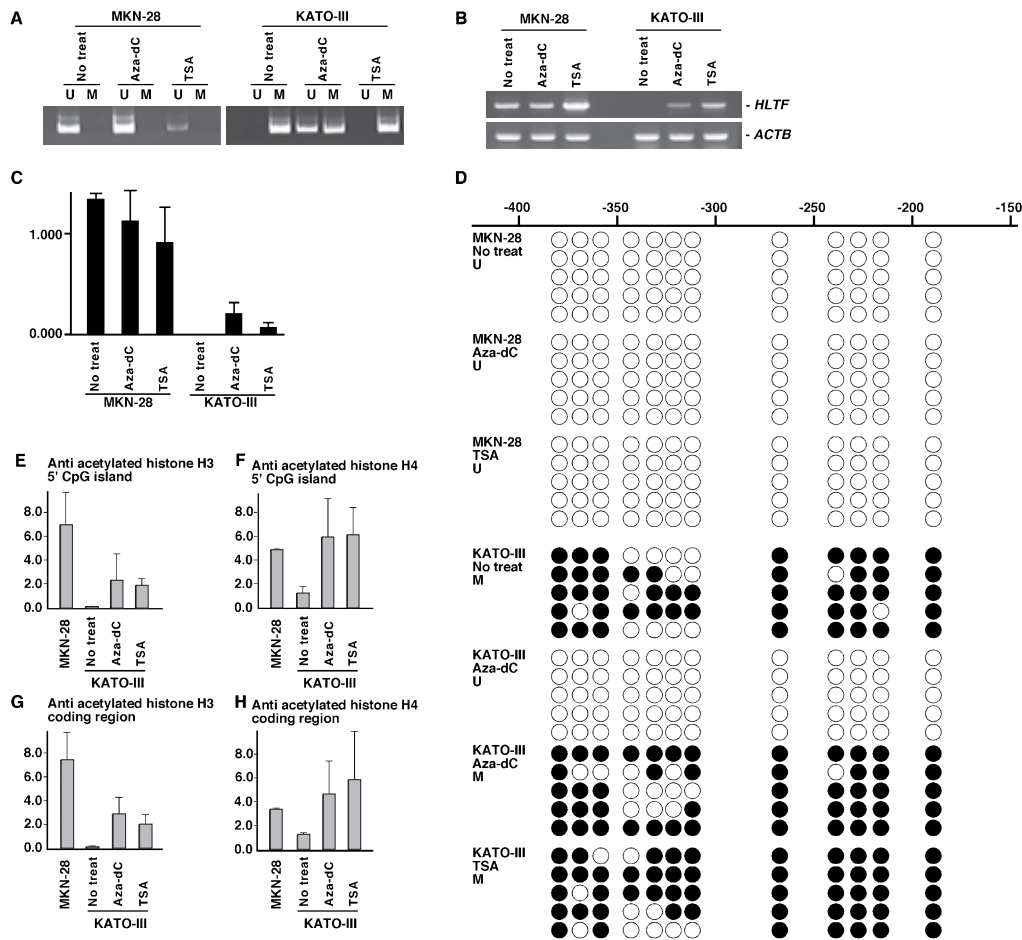 A
MKN-28
KATO-III
No treat
Aza-dC
TSA
No treat
Aza-dC
TSA
U M U M U M U M U M U M
B
MKN-28
KATO-III
No treat
Aza-dC
TSA
No treat
Aza-dC
TSA
- HLTF
- ACTB
C
1.000
0.000
No treat
Aza-dC
TSA
No treat
Aza-dC
TSA
MKN-28
KATO-III
D
-400 -350 -300 -250 -200 -150
MKN-28
No treat
U
MKN-28
Aza-dC
U
MKN-28
TSA
U
KATO-III
No treat
M
KATO-III
Aza-dC
U
KATO-III
Aza-dC
M
KATO-III
TSA
M
E
Anti acetylated histone H3
5' CpG island
8.0
6.0
4.0
2.0
0.0
MKN-28
No treat
Aza-dC
TSA
KATO-III
F
Anti acetylated histone H4
5' CpG island
8.0
6.0
4.0
2.0
0.0
MKN-28
No treat
Aza-dC
TSA
KATO-III
G
Anti acetylated histone H3
coding region
8.0
6.0
4.0
2.0
0.0
MKN-28
No treat
Aza-dC
TSA
KATO-III
H
Anti acetylated histone H4
coding region
8.0
6.0
4.0
2.0
0.0
MKN-28
No treat
Aza-dC
TSA
KATO-III